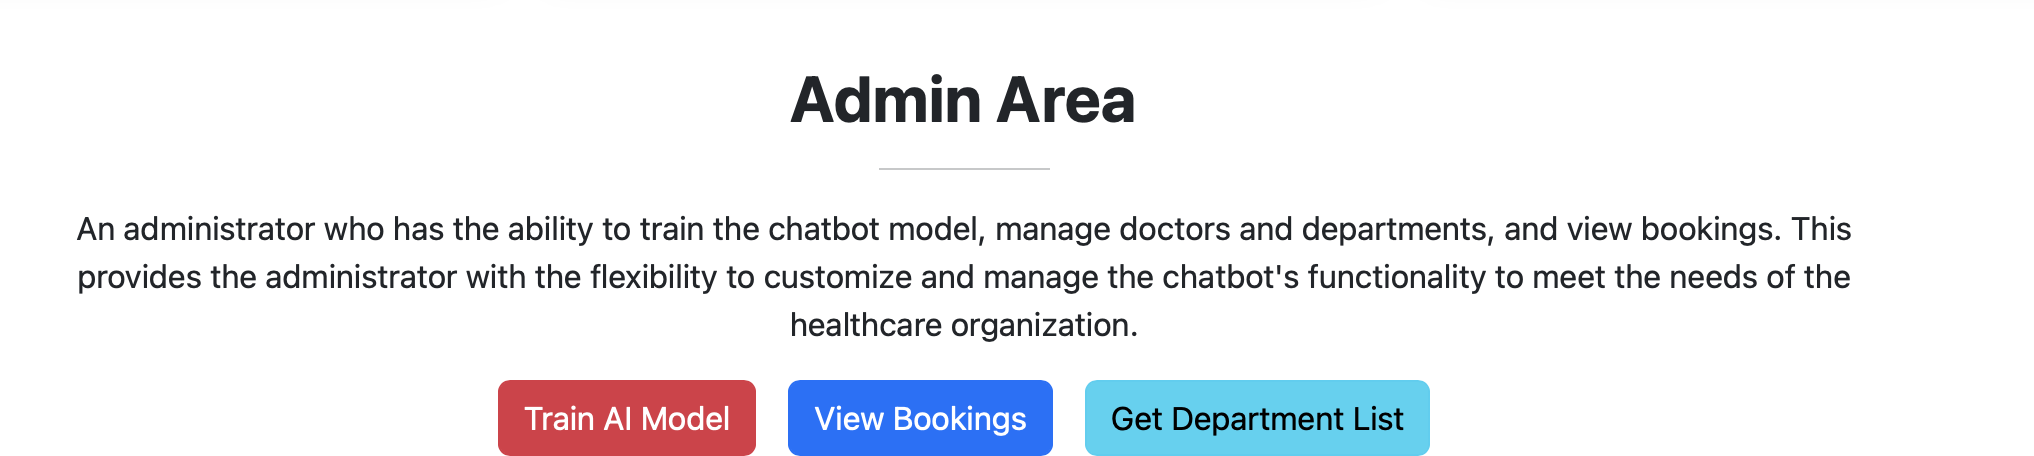 Admin Area
An administrator who has the ability to train the chatbot model, manage doctors and departments, and view bookings. This
provides the administrator with the flexibility to customize and manage the chatbot's functionality to meet the needs of the
healthcare organization.
Train AI Model
View Bookings
Get Department List